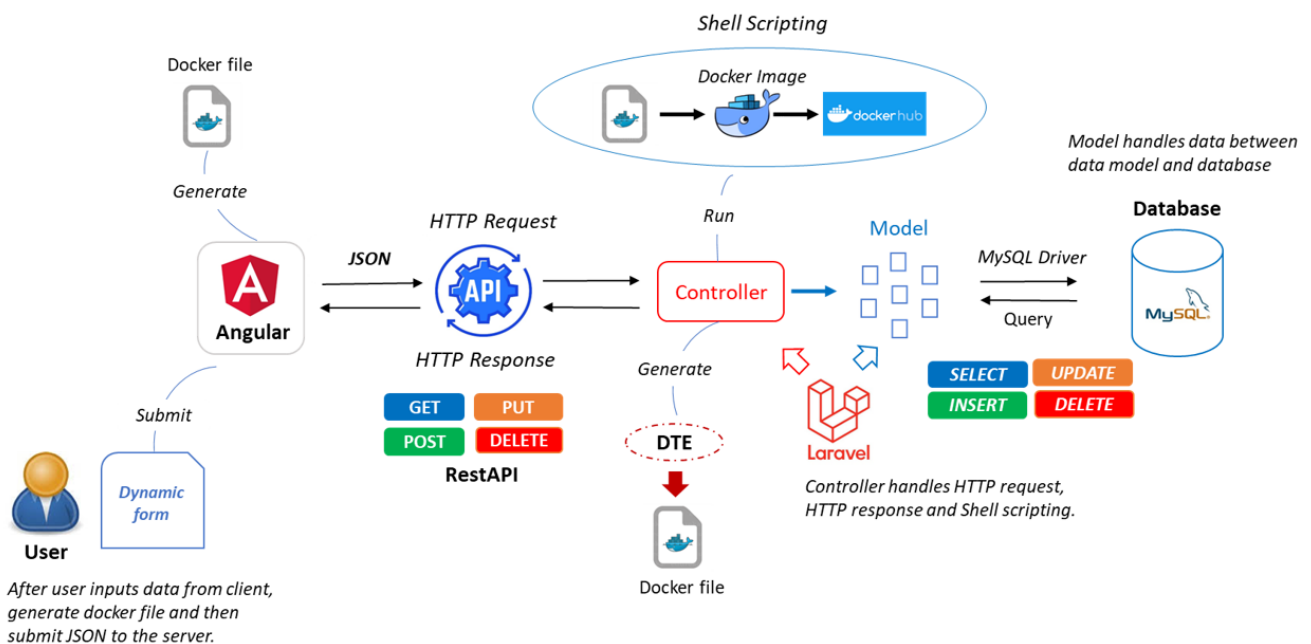 Shell Scripting
Docker file
Docker Image
dockerhub
Model handles data between
data model and database
Generate
Run
Database
HTTP Request
Model
JSON
MySQL Driver
API
Controller
Angular
MySQL
Query
HTTP Response
Generate
SELECT
UPDATE
INSERT
DELETE
Submit
GET
PUT
POST
DELETE
RestAPI
DTE
Laravel
Dynamic
form
Controller handles HTTP request,
HTTP response and Shell scripting.
User
Docker file
After user inputs data from client,
generate docker file and then
submit JSON to the server.